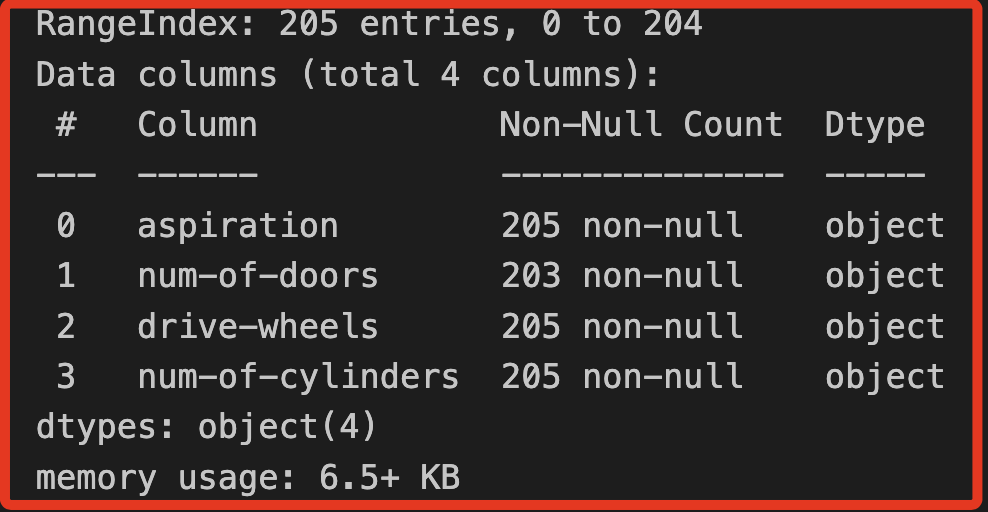 RangeIndex: 205 entries, 0 to 204
Data columns (total 4 columns):
 #   Column            Non-Null Count  Dtype
---  ------            --------------  -----
 0   aspiration        205 non-null    object
 1   num-of-doors      203 non-null    object
 2   drive-wheels      205 non-null    object
 3   num-of-cylinders  205 non-null    object
dtypes: object(4)
memory usage: 6.5+ KB